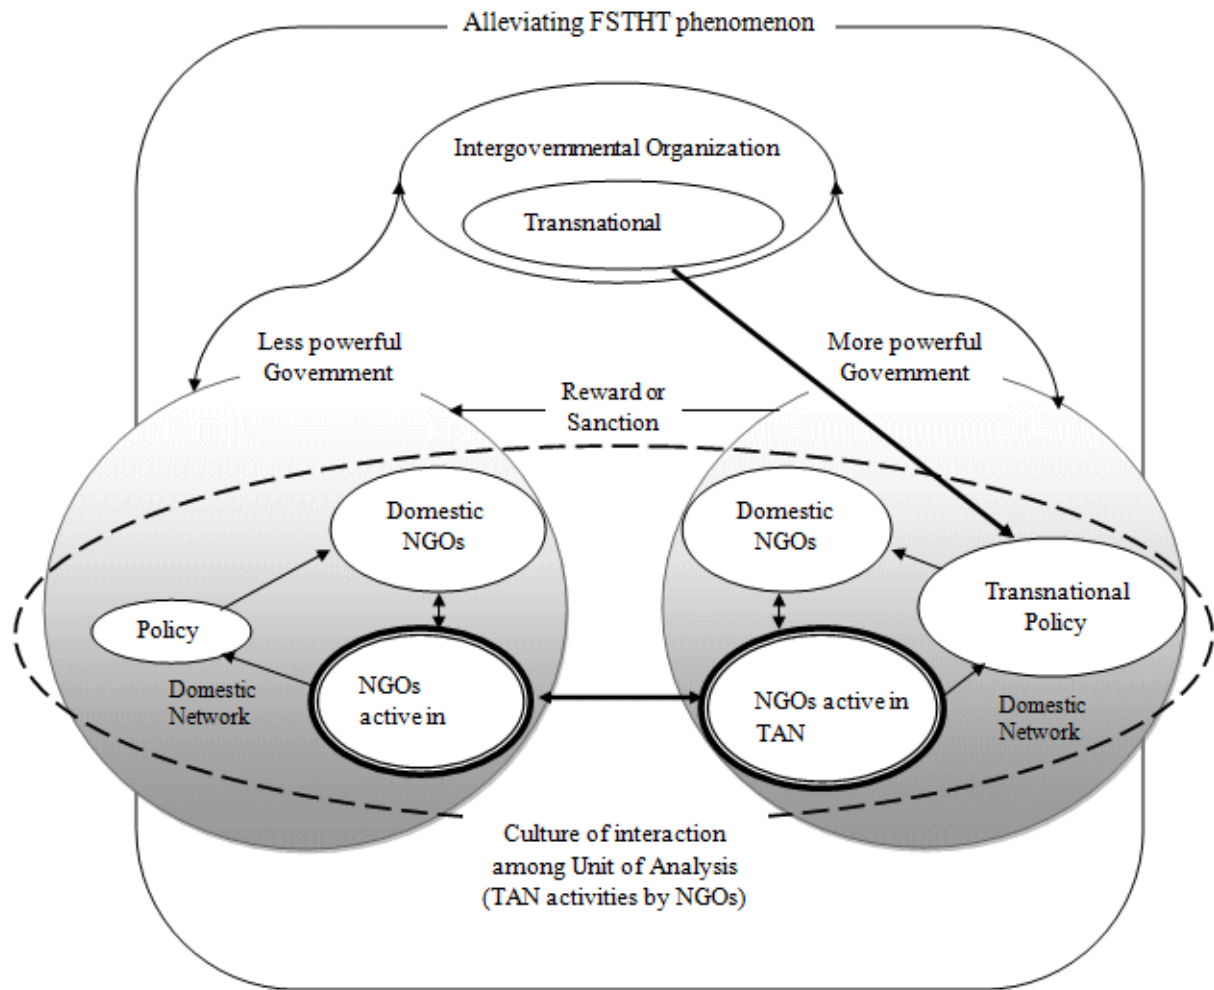 Alleviating FSTHT phenomenon
Intergovernmental Organization
Transnational
Less powerful
Government
More powerful
Government
Reward or
Sanction
Domestic
NGOs
Domestic
NGOs
Policy
Transnational
Policy
NGOs
active in
NGOs active in
TAN
Domestic
Network
Domestic
Network
Culture of interaction
among Unit of Analysis
(TAN activities by NGOs)